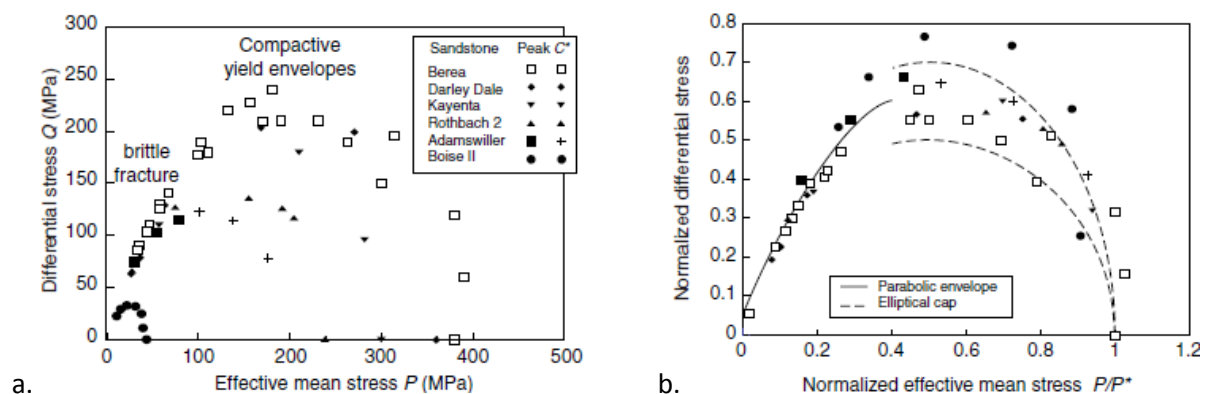 300
250
200
150
100
50
0
Differential stress Q (MPa)
Compactive
yield envelopes
brittle
fracture
Sandstone Peak C*
Berea
Darley Dale
Kayenta
Rothbach 2
Adamswiller
Boise II
0 100 200 300 400 500
Effective mean stress P (MPa)
a.
0.8
0.7
0.6
0.5
0.4
0.3
0.2
0.1
0
Normalized differential stress
Parabolic envelope
Elliptical cap
0 0.2 0.4 0.6 0.8 1 1.2
Normalized effective mean stress P/P*
b.